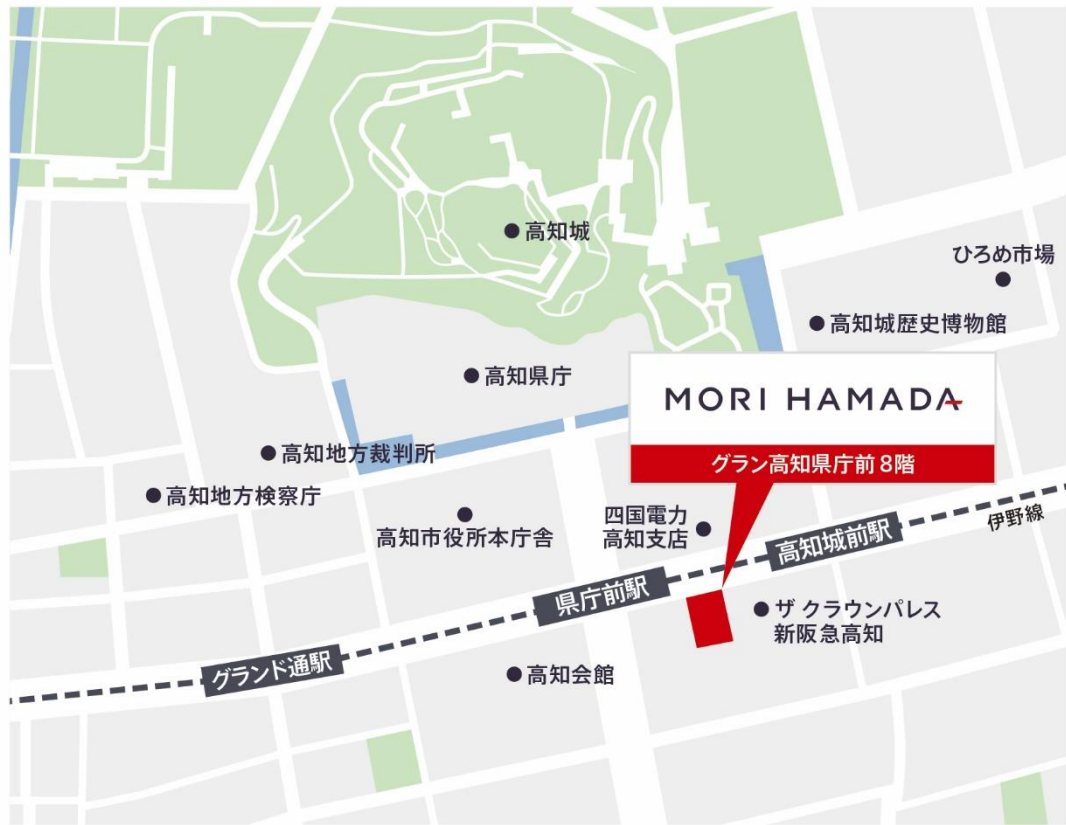 高知城
ひろめ市場
高知城歴史博物館
高知県庁
MORI HAMADA
グラン高知県庁前8階
高知地方裁判所
高知地方検察庁
高知市役所本庁舎
四国電力
高知支店
高知城前駅
伊野線
県庁前駅
ザ クラウンパレス
新阪急高知
グランド通駅
高知会館